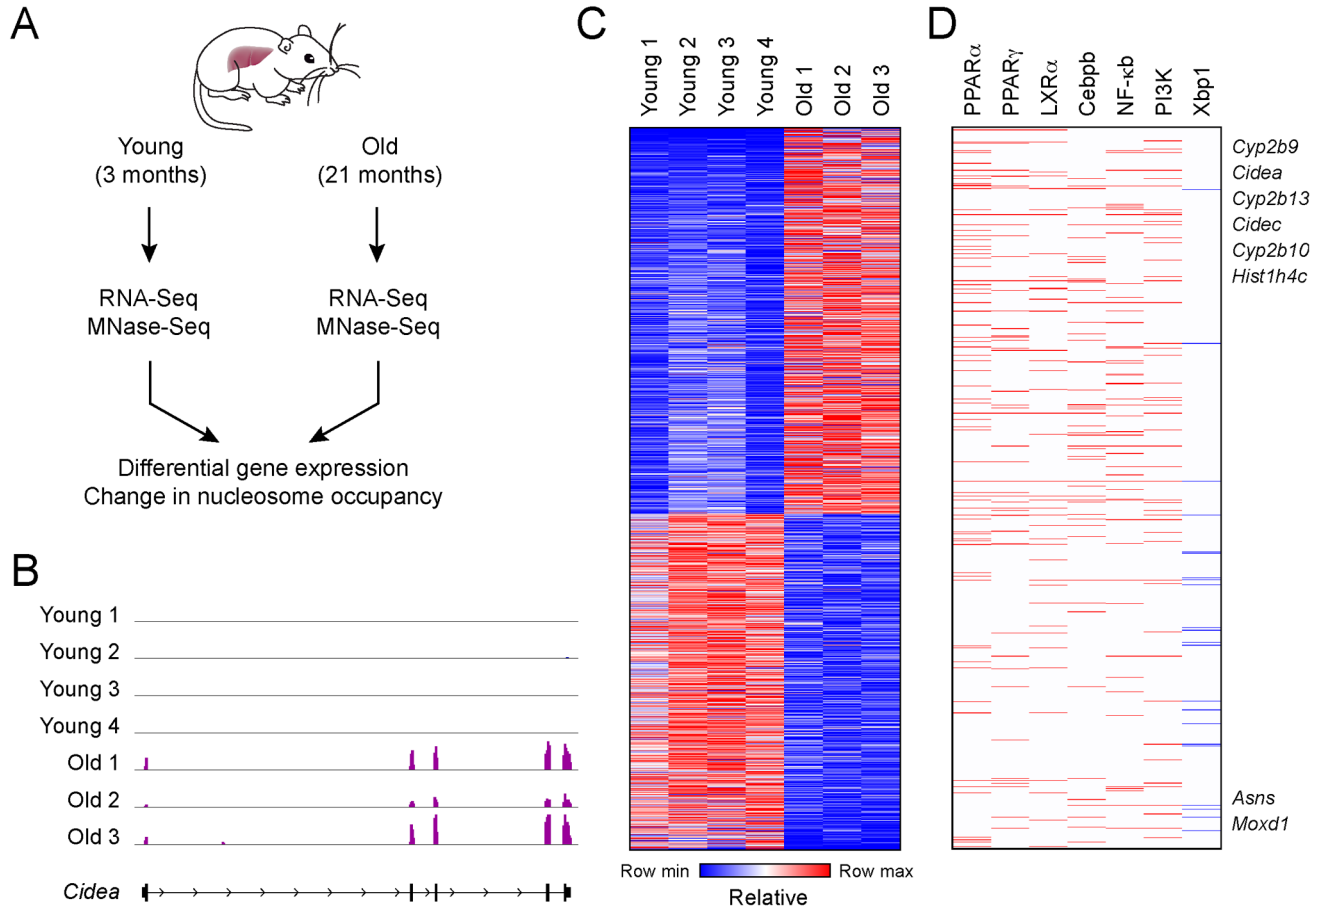 A
Young
(3 months)
Old
(21 months)
RNA-Seq
MNase-Seq
RNA-Seq
MNase-Seq
Differential gene expression
Change in nucleosome occupancy
B
Young 1
Young 2
Young 3
Young 4
Old 1
Old 2
Old 3
Cidea
C
Young 1
Young 2
Young 3
Young 4
Old 1
Old 2
Old 3
Row min
Row max
Relative
D
PPARα
PPARγ
LXRα
Cebpb
NF-κb
PI3K
Xbp1
Cyp2b9
Cidea
Cyp2b13
Cidec
Cyp2b10
Hist1h4c
Asns
Moxd1